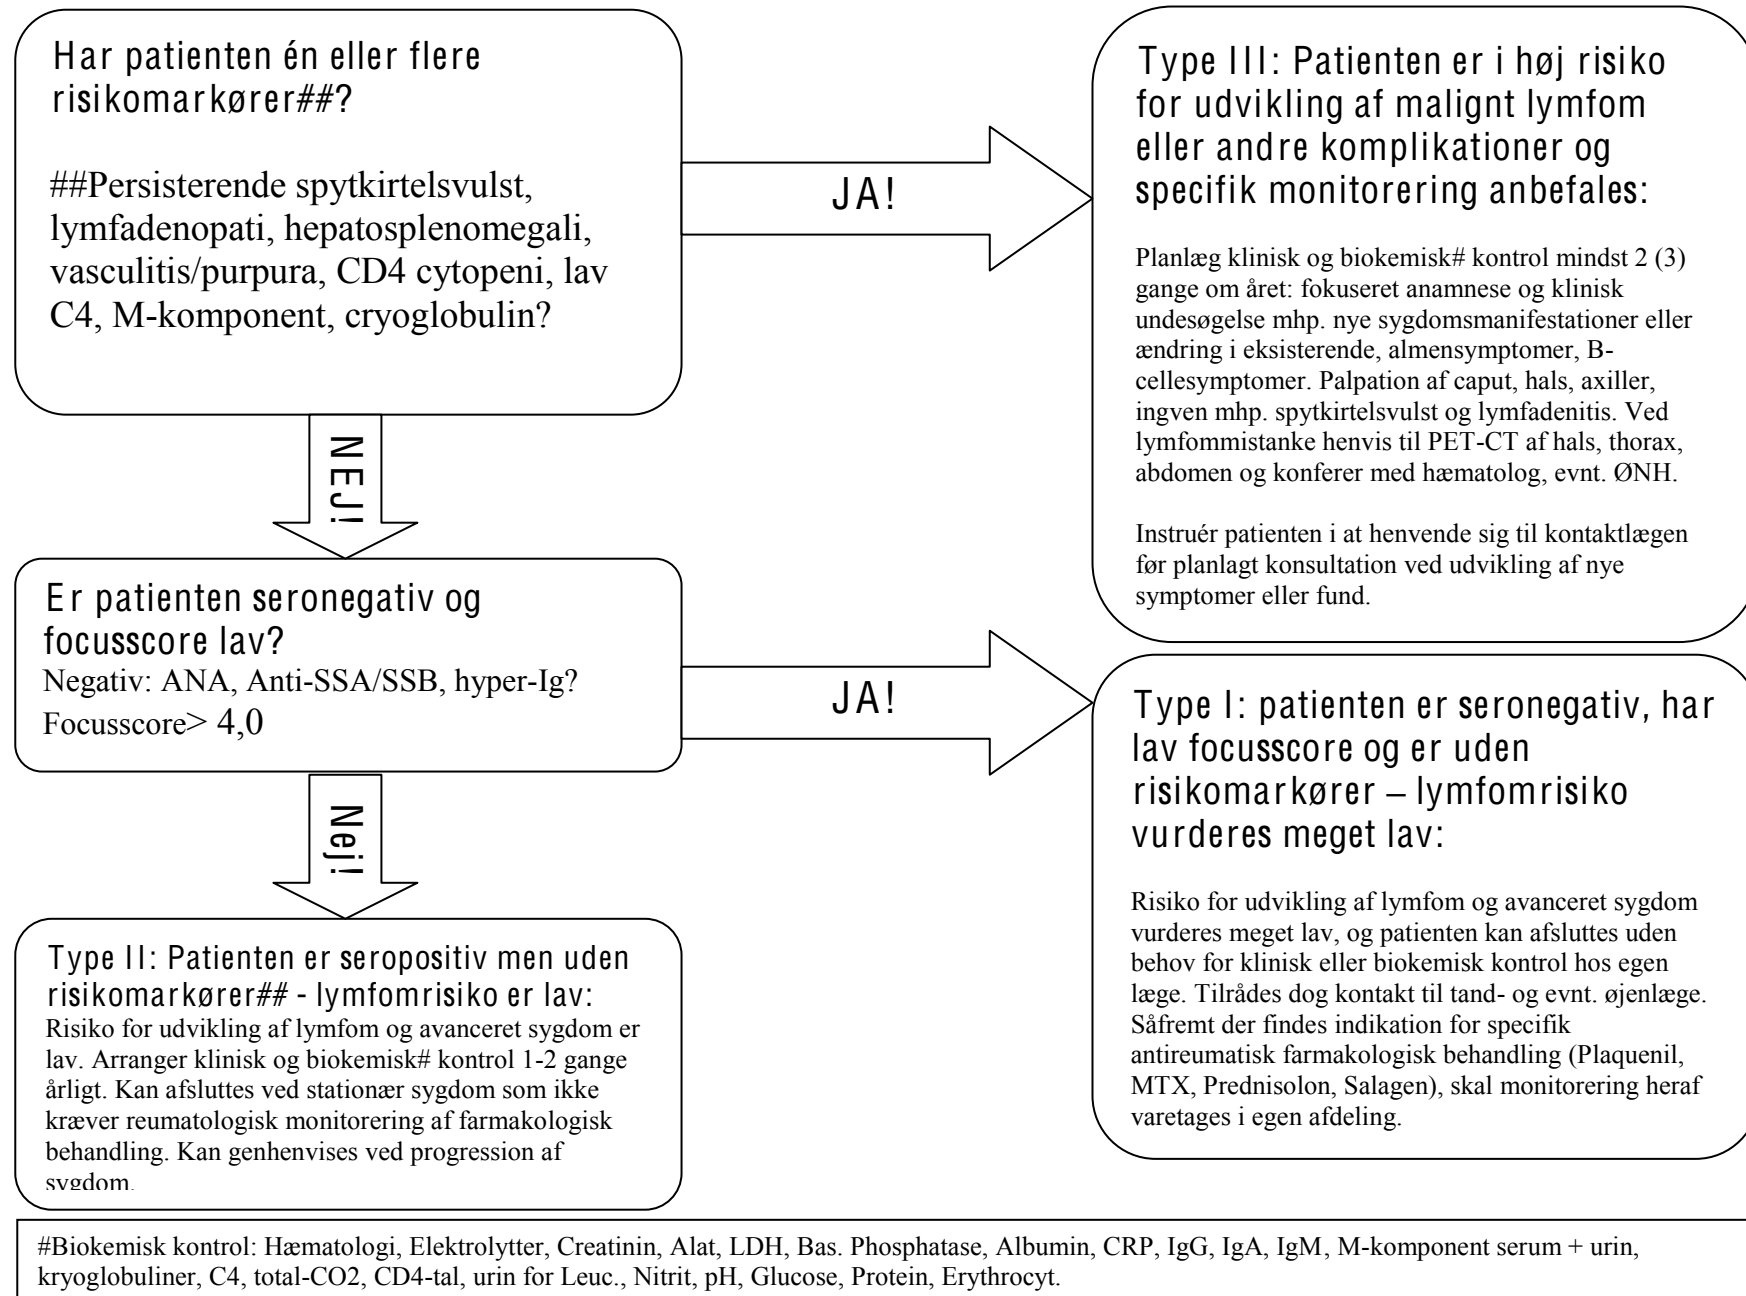 Har patienten én eller flere
risikomarkører##?
##Persisterende spytkirtelsvulst,
lymfadenopati, hepatosplenomegali,
vasculitis/purpura, CD4 cytopeni, lav
C4, M-komponent, cryoglobulin?
JA!
Type III: Patienten er i høj risiko
for udvikling af malignt lymfom
eller andre komplikationer og
specifik monitorering anbefales:
Planlæg klinisk og biokemisk# kontrol mindst 2 (3)
gange om året: fokuseret anamnese og klinisk
undesøgelse mhp. nye sygdomsmanifestationer eller
ændring i eksisterende, almensymptomer, B-
cellesymptomer. Palpation af caput, hals, axiller,
ingven mhp. spytkirtelsvulst og lymfadenitis. Ved
lymfommistanke henvis til PET-CT af hals, thorax,
abdomen og konferer med hæmatolog, evnt. ØNH.
Instruér patienten i at henvende sig til kontaktlægen
før planlagt konsultation ved udvikling af nye
symptomer eller fund.
NEJ!
Er patienten seronegativ og
focusscore lav?
Negativ: ANA, Anti-SSA/SSB, hyper-Ig?
Focusscore> 4,0
JA!
Type I: patienten er seronegativ, har
lav focusscore og er uden
risikomarkører – lymfomrisiko
vurderes meget lav:
Risiko for udvikling af lymfom og avanceret sygdom
vurderes meget lav, og patienten kan afsluttes uden
behov for klinisk eller biokemisk kontrol hos egen
læge. Tilrådes dog kontakt til tand- og evnt. øjenlæge.
Såfremt der findes indikation for specifik
antireumatisk farmakologisk behandling (Plaquenil,
MTX, Prednisolon, Salagen), skal monitorering heraf
varetages i egen afdeling.
Nej!
Type II: Patienten er seropositiv men uden
risikomarkører## - lymfomrisiko er lav:
Risiko for udvikling af lymfom og avanceret sygdom er
lav. Arranger klinisk og biokemisk# kontrol 1-2 gange
årligt. Kan afsluttes ved stationær sygdom som ikke
kræver reumatologisk monitorering af farmakologisk
behandling. Kan genhenvises ved progression af
sygdom.
#Biokemisk kontrol: Hæmatologi, Elektrolytter, Creatinin, Alat, LDH, Bas. Phosphatase, Albumin, CRP, IgG, IgA, IgM, M-komponent serum + urin,
kryoglobuliner, C4, total-CO2, CD4-tal, urin for Leuc., Nitrit, pH, Glucose, Protein, Erythrocyt.